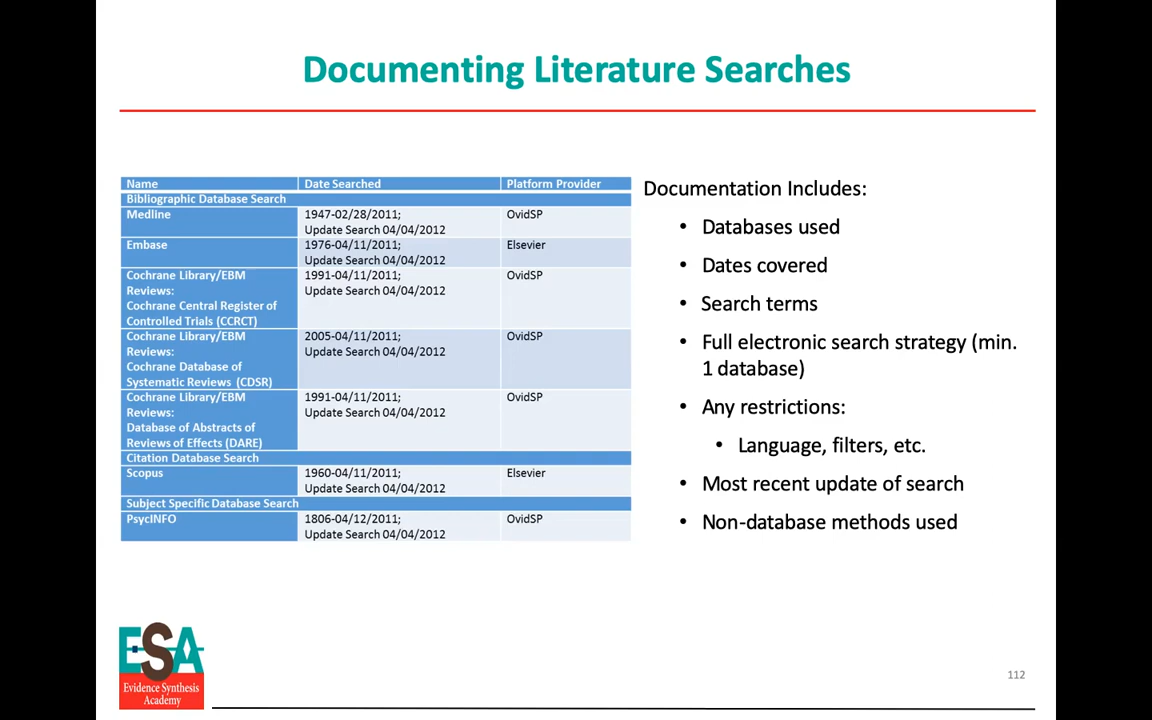 Documenting Literature Searches
Name Date Searched Platform Provider
Bibliographic Database Search
Medline 1947-02/28/2011; OvidSP
Update Search 04/04/2012
Embase 1976-04/11/2011; Elsevier
Update Search 04/04/2012
Cochrane Library/EBM 1991-04/11/2011; OvidSP
Reviews: Update Search 04/04/2012
Cochrane Central Register of
Controlled Trials (CCRCT)
Cochrane Library/EBM 2005-04/11/2011; OvidSP
Reviews: Update Search 04/04/2012
Cochrane Database of
Systematic Reviews (CDSR)
Cochrane Library/EBM 1991-04/11/2011; OvidSP
Reviews: Update Search 04/04/2012
Database of Abstracts of
Reviews of Effects (DARE)
Citation Database Search
Scopus 1960-04/11/2011; Elsevier
Update Search 04/04/2012
Subject Specific Database Search
PsycINFO 1806-04/12/2011; OvidSP
Update Search 04/04/2012
Documentation Includes:
• Databases used
• Dates covered
• Search terms
• Full electronic search strategy (min.
1 database)
• Any restrictions:
• Language, filters, etc.
• Most recent update of search
• Non-database methods used
ESA
Evidence Synthesis
Academy
112